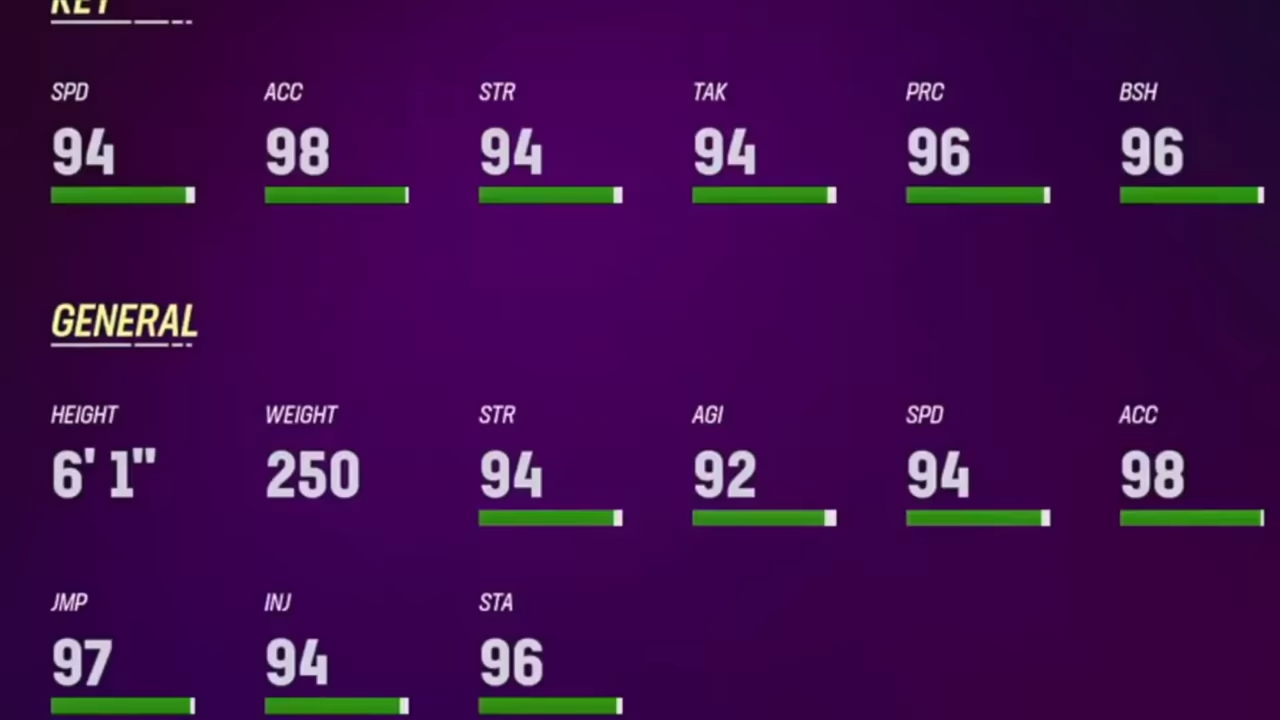 KEY
SPD ACC STR TAK PRC BSH
94 98 94 94 96 96
GENERAL
HEIGHT WEIGHT STR AGI SPD ACC
6' 1" 250 94 92 94 98
JMP INJ STA
97 94 96